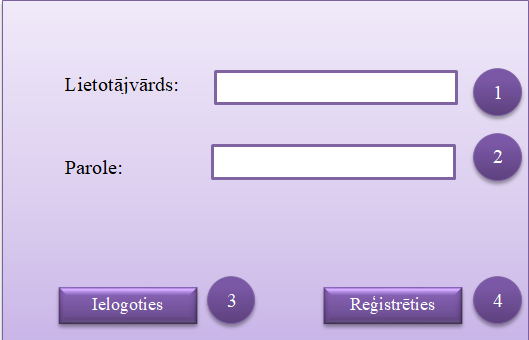 Lietotājvārds:
1
Parole:
2
Ielogoties
3
Reģistrēties
4